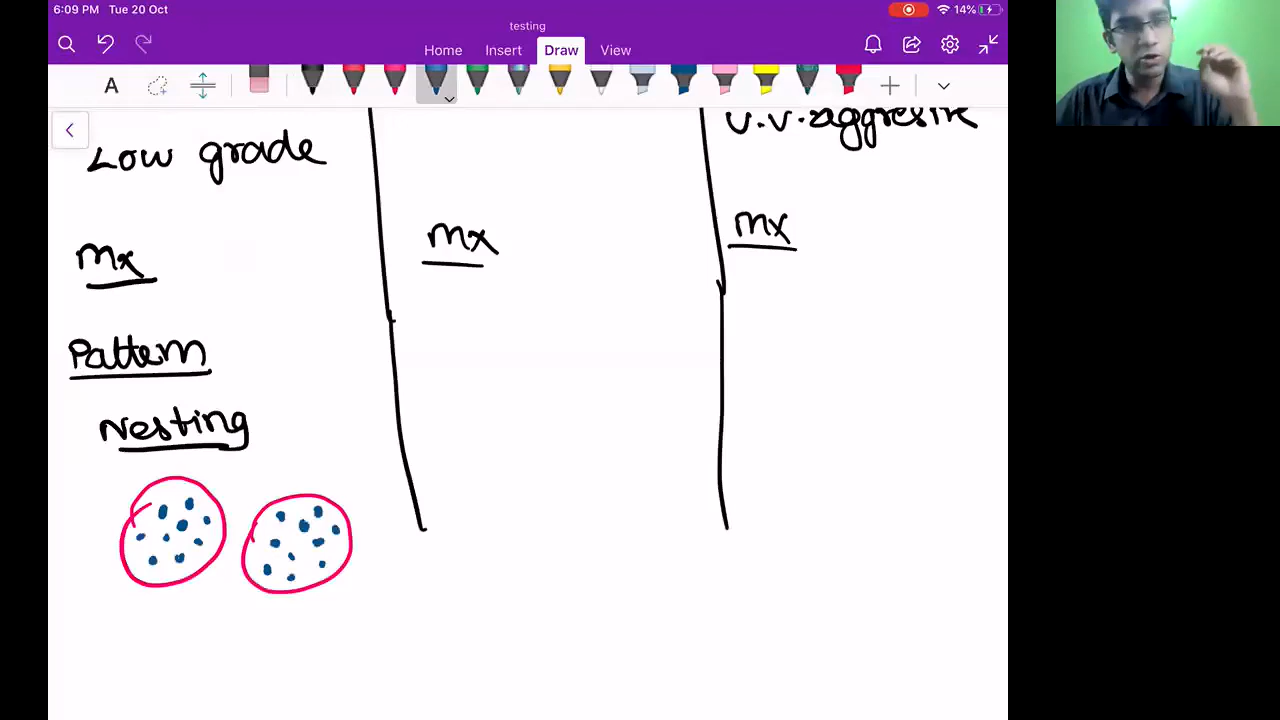 6:09 PM Tue 20 Oct
14%
testing
Home Insert Draw View
A
v.v.aggresive
Low grade
mx
mx
mx
Pattern
Nesting